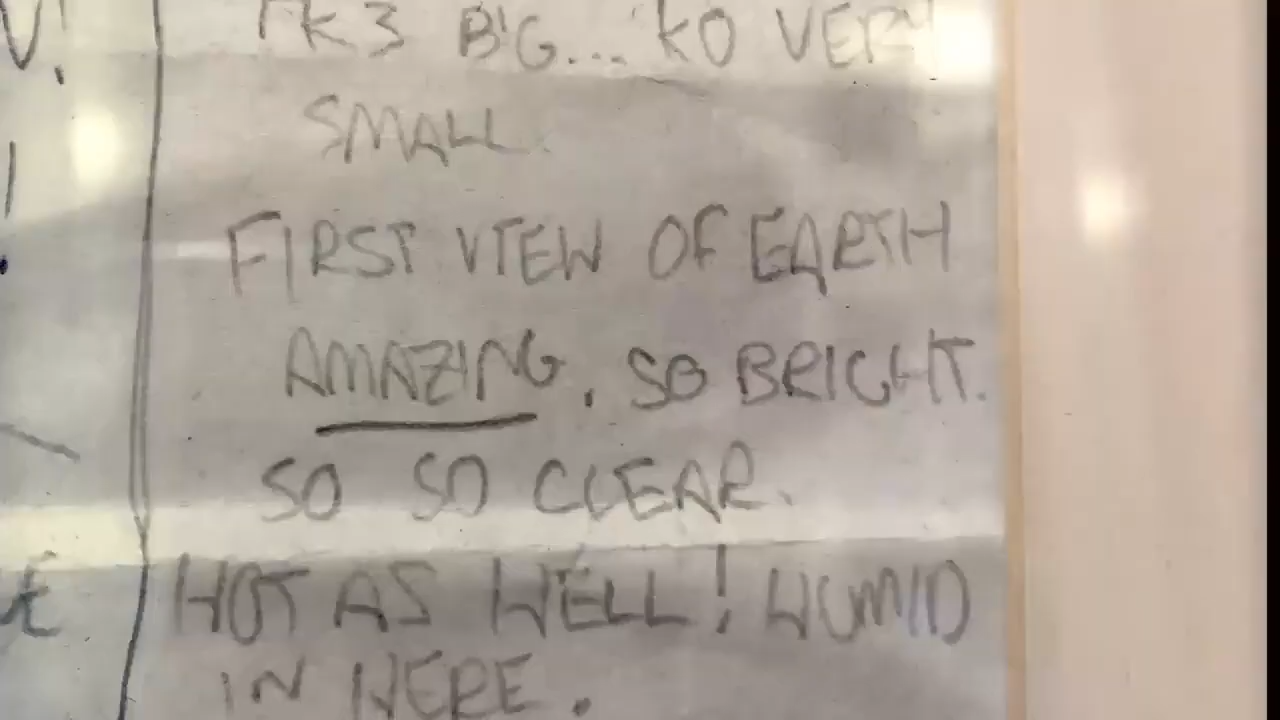 BIG... KO VERY
SMALL.
FIRST VIEW OF EARTH
AMAZING. SO BRIGHT.
SO SO CLEAR.
HOT AS WELL! HUMID
IN HERE.